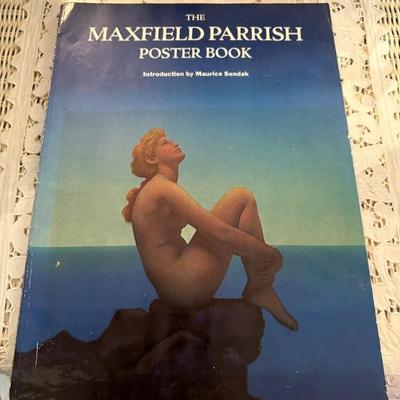 THE
MAXFIELD PARRISH
POSTER BOOK
Introduction by Maurice Sendak